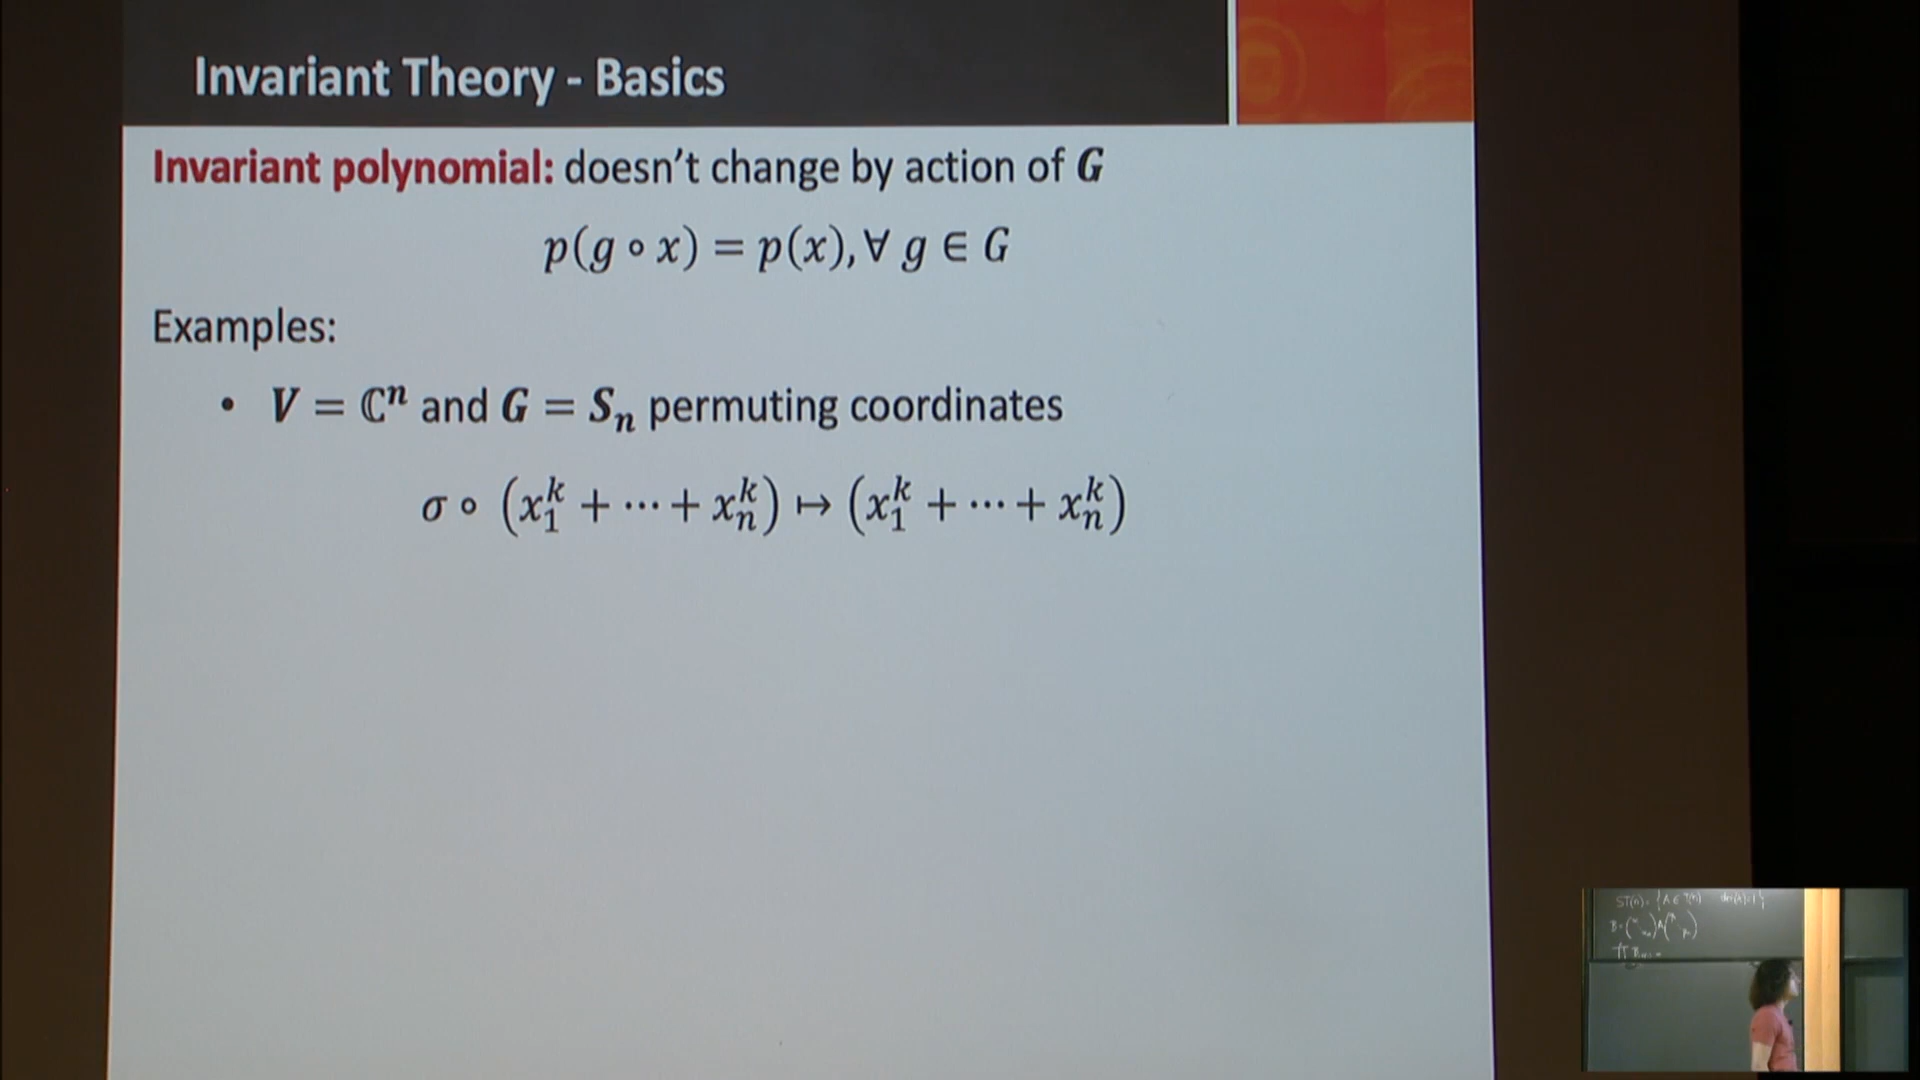 Invariant Theory - Basics
Invariant polynomial: doesn't change by action of G
p(g ∘ x) = p(x), ∀ g ∈ G
Examples:
• V = ℂⁿ and G = Sₙ permuting coordinates
σ ∘ (x₁ᵏ + ⋯ + xₙᵏ) ↦ (x₁ᵏ + ⋯ + xₙᵏ)